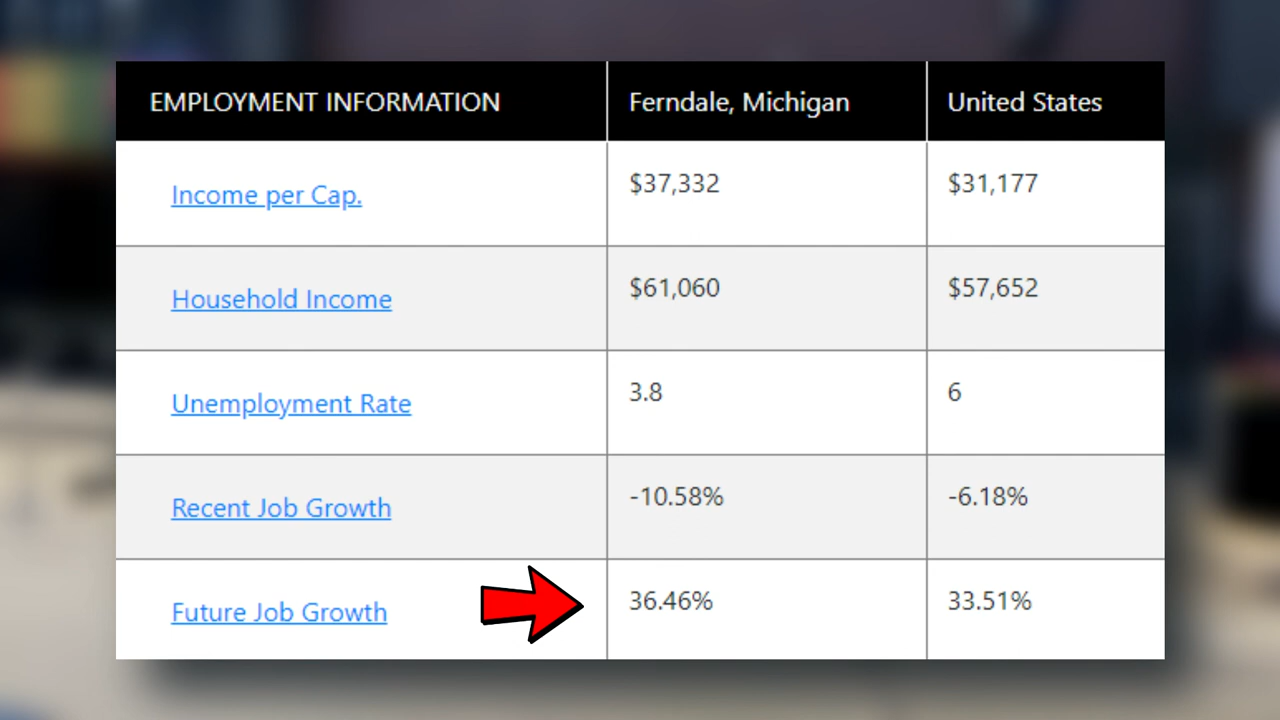 EMPLOYMENT INFORMATION Ferndale, Michigan United States
Income per Cap. $37,332 $31,177
Household Income $61,060 $57,652
Unemployment Rate 3.8 6
Recent Job Growth -10.58% -6.18%
Future Job Growth 36.46% 33.51%